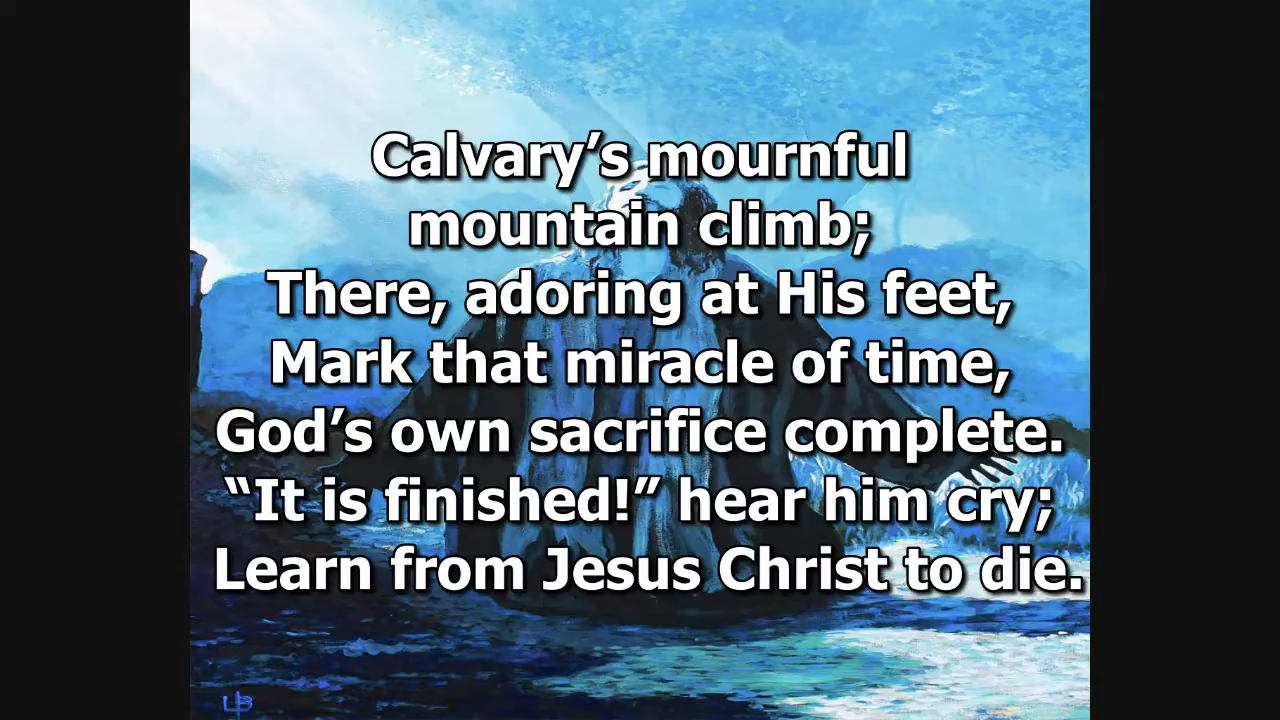 Calvary’s mournful
mountain climb;
There, adoring at His feet,
Mark that miracle of time,
God’s own sacrifice complete.
“It is finished!” hear him cry;
Learn from Jesus Christ to die.